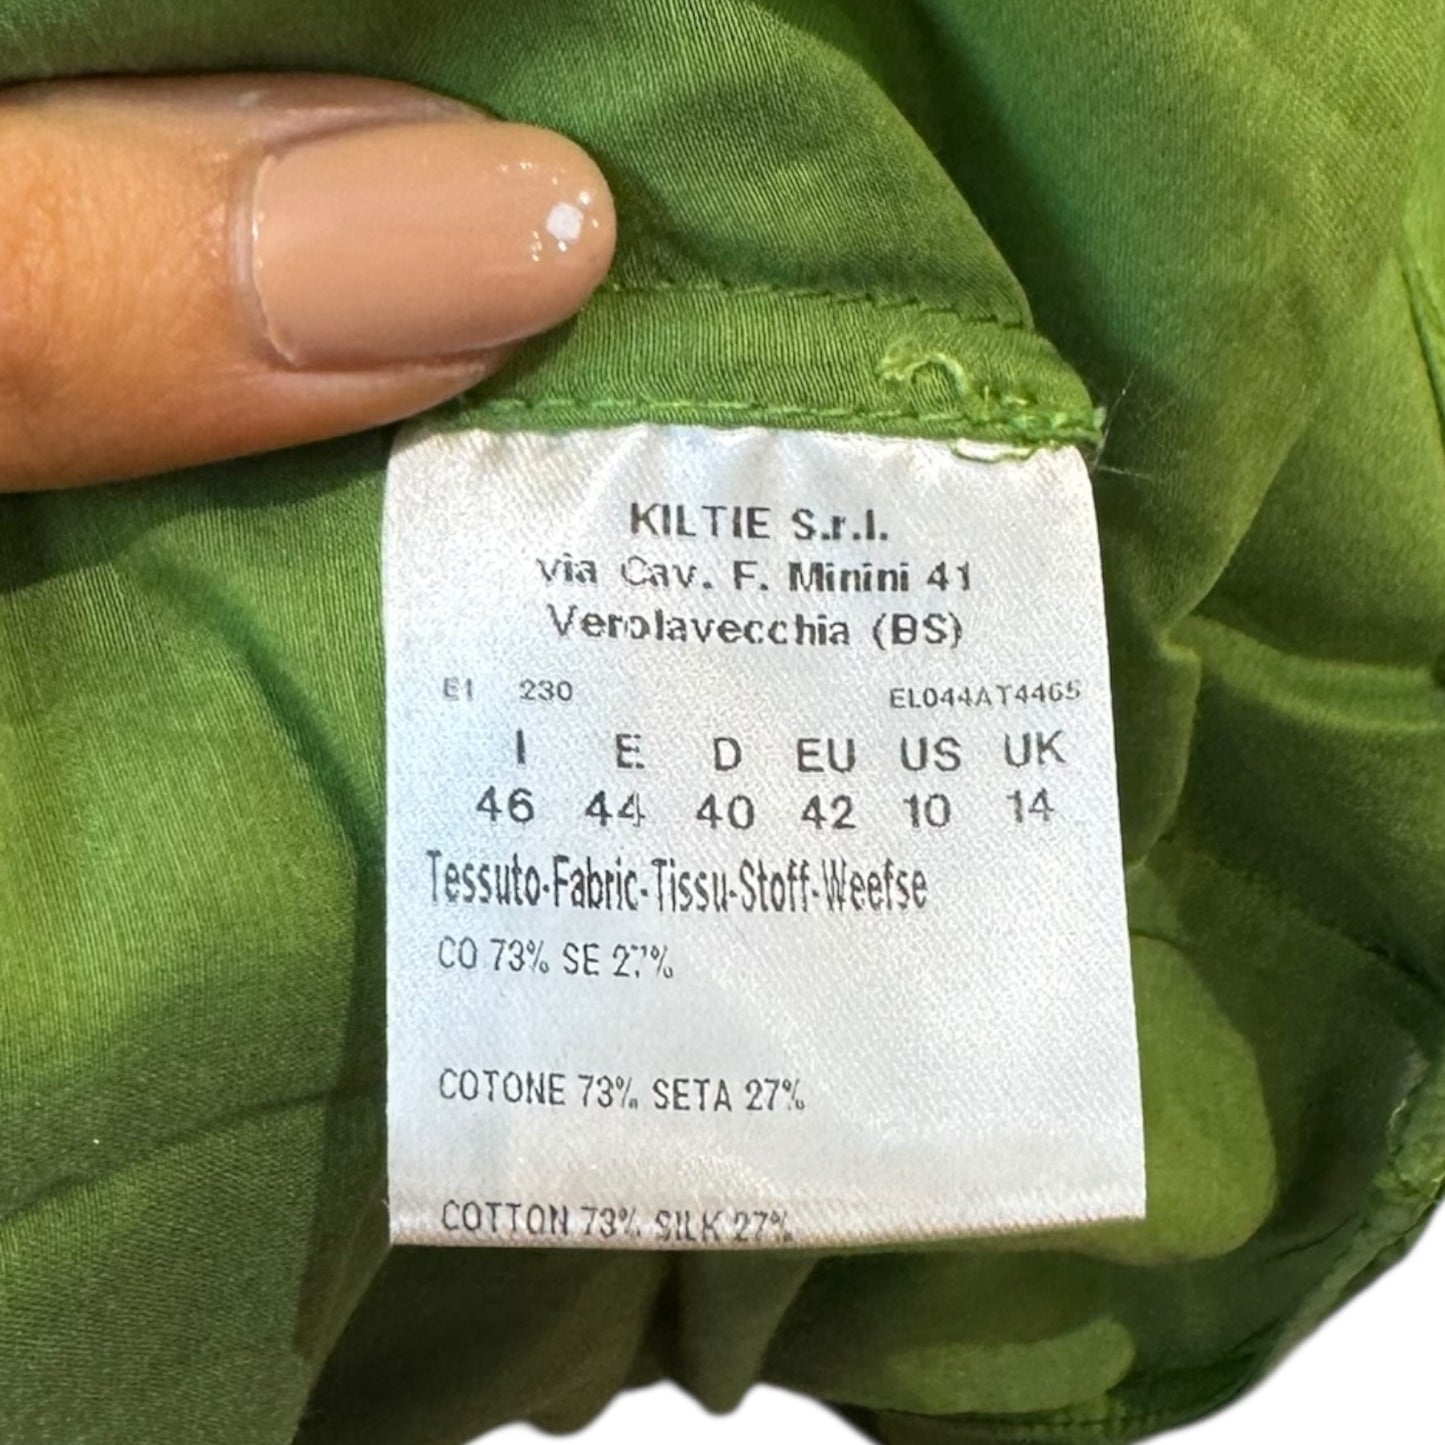 KILTIE S.r.l.
via Cav. F. Minini 41
Verolavecchia (BS)
E1 230 EL044AT4465
I E D EU US UK
46 44 40 42 10 14
Tessuto-Fabric-Tissu-Stoff-Weefse
CO 73% SE 27%
COTONE 73% SETA 27%
COTTON 73% SILK 27%